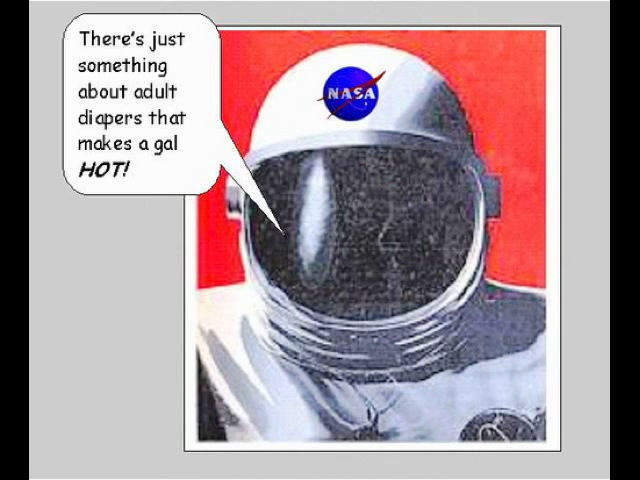 There's just
something
about adult
diapers that
makes a gal
HOT!
NASA